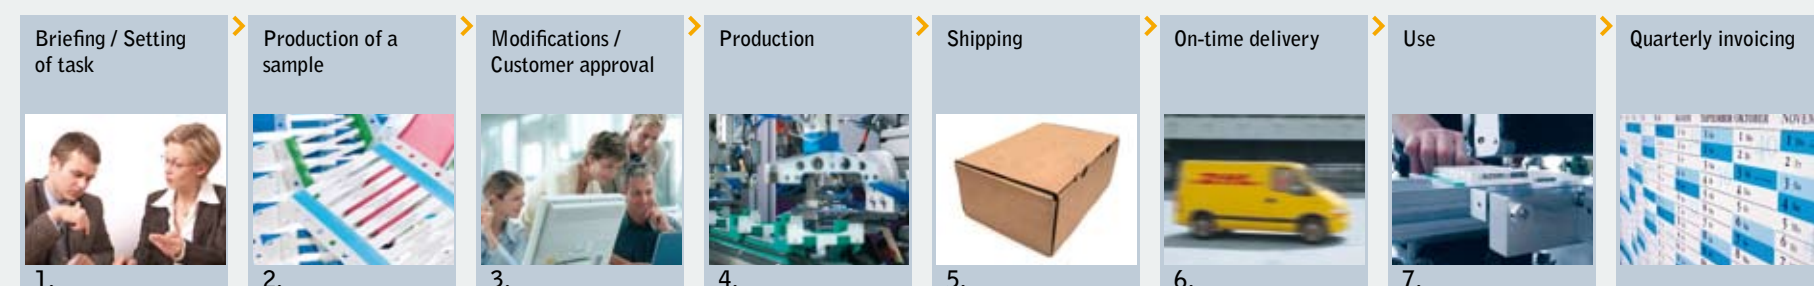 Briefing / Setting
of task
Production of a
sample
Modifications /
Customer approval
Production
Shipping
On-time delivery
Use
Quarterly invoicing
1.
2.
3.
4.
5.
6.
7.